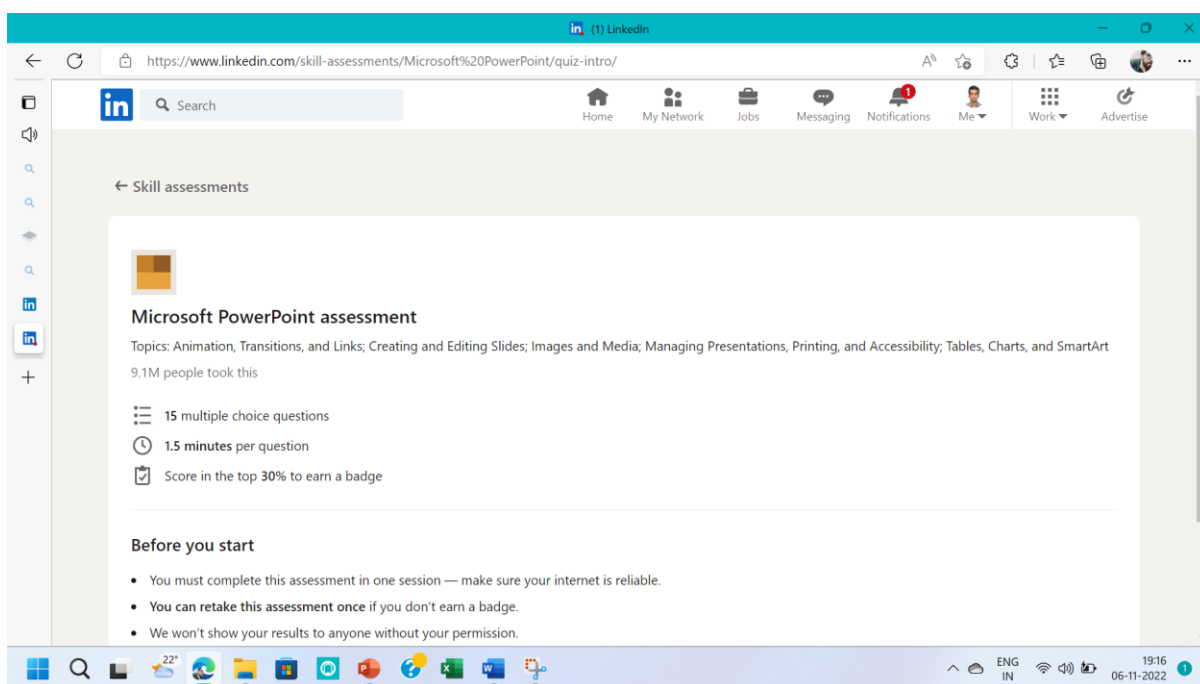 in (1) LinkedIn
https://www.linkedin.com/skill-assessments/Microsoft%20PowerPoint/quiz-intro/
in Search
1
Home My Network Jobs Messaging Notifications Me Work Advertise
← Skill assessments
Microsoft PowerPoint assessment
Topics: Animation, Transitions, and Links; Creating and Editing Slides; Images and Media; Managing Presentations, Printing, and Accessibility; Tables, Charts, and SmartArt
9.1M people took this
15 multiple choice questions
1.5 minutes per question
Score in the top 30% to earn a badge
Before you start
• You must complete this assessment in one session — make sure your internet is reliable.
• You can retake this assessment once if you don't earn a badge.
• We won't show your results to anyone without your permission.
22°
ENG
IN
19:16
06-11-2022
1